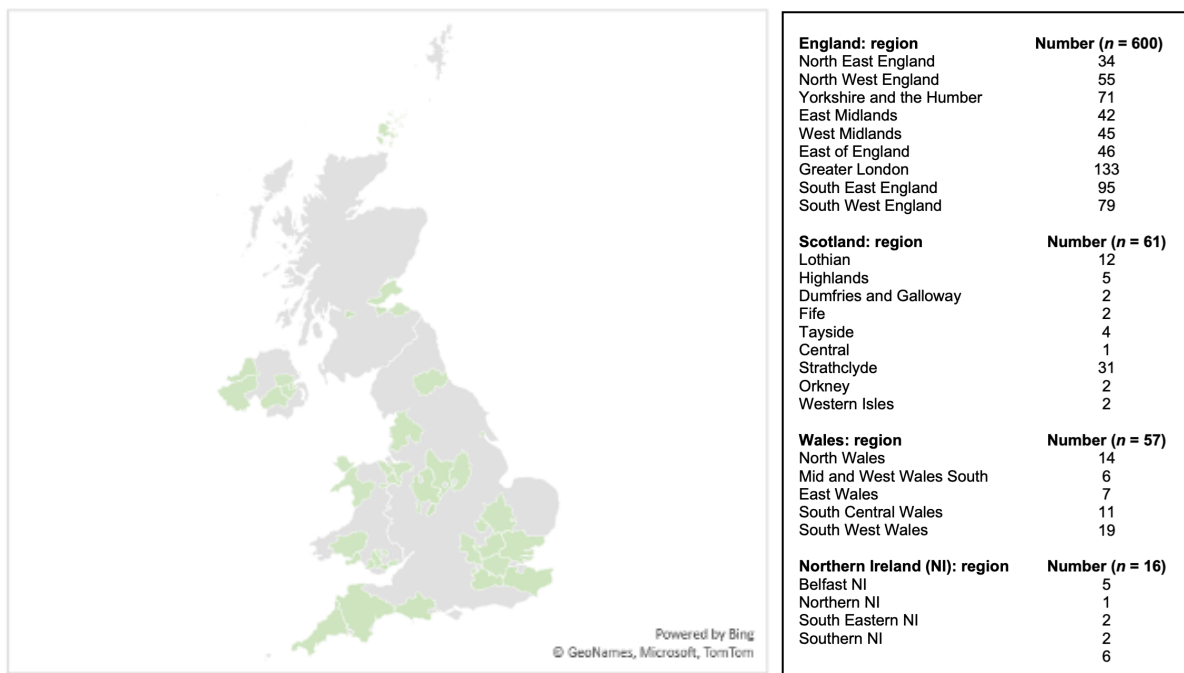 England: region Number (n = 600)
North East England 34
North West England 55
Yorkshire and the Humber 71
East Midlands 42
West Midlands 45
East of England 46
Greater London 133
South East England 95
South West England 79
Scotland: region Number (n = 61)
Lothian 12
Highlands 5
Dumfries and Galloway 2
Fife 2
Tayside 4
Central 1
Strathclyde 31
Orkney 2
Western Isles 2
Wales: region Number (n = 57)
North Wales 14
Mid and West Wales South 6
East Wales 7
South Central Wales 11
South West Wales 19
Northern Ireland (NI): region Number (n = 16)
Belfast NI 5
Northern NI 1
South Eastern NI 2
Southern NI 2
6
Powered by Bing
© GeoNames, Microsoft, TomTom